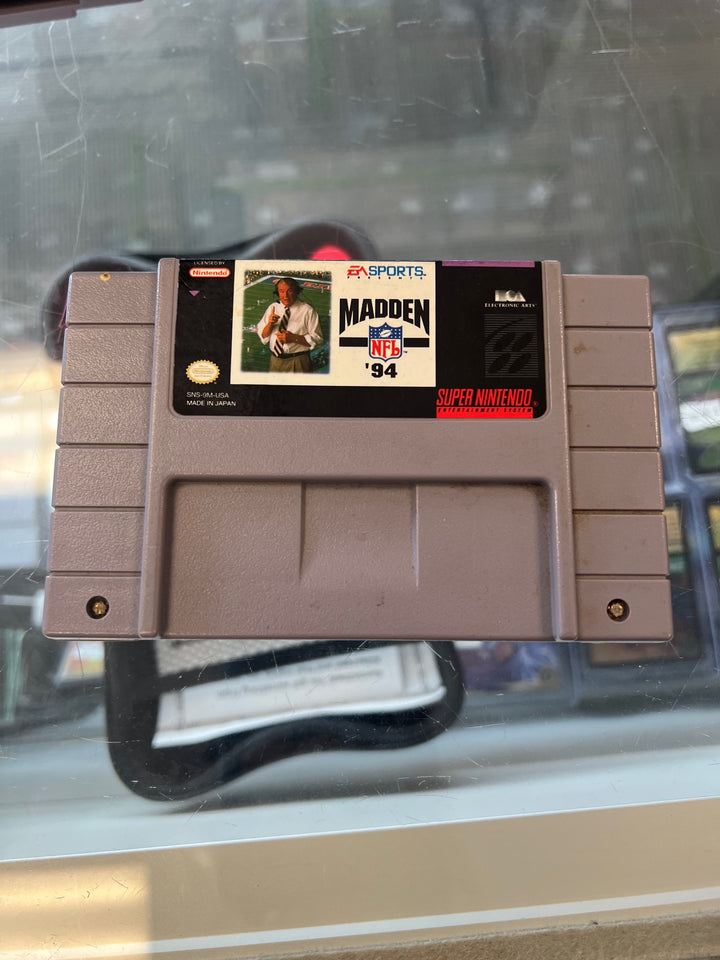 LICENSED BY
Nintendo
EA SPORTS™
PRESENTS
MADDEN
NFL
'94
ELECTRONIC ARTS®
SNS-9M-USA
MADE IN JAPAN
SUPER NINTENDO®
ENTERTAINMENT SYSTEM